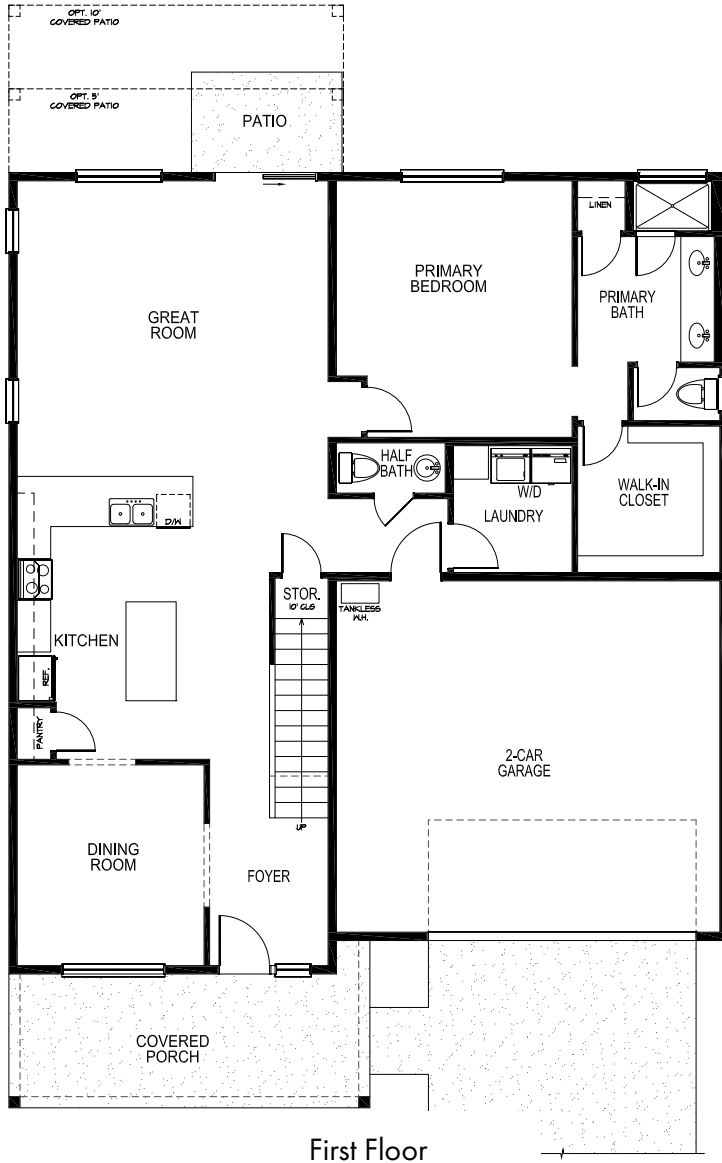 OPT. 10'
COVERED PATIO
OPT. 5'
COVERED PATIO
PATIO
LINEN
PRIMARY
BEDROOM
PRIMARY
BATH
GREAT
ROOM
HALF
BATH
W/D
LAUNDRY
WALK-IN
CLOSET
D/W
STOR.
10' CLG
TANKLESS
W.H.
KITCHEN
REF.
PANTRY
2-CAR
GARAGE
UP
DINING
ROOM
FOYER
COVERED
PORCH
First Floor